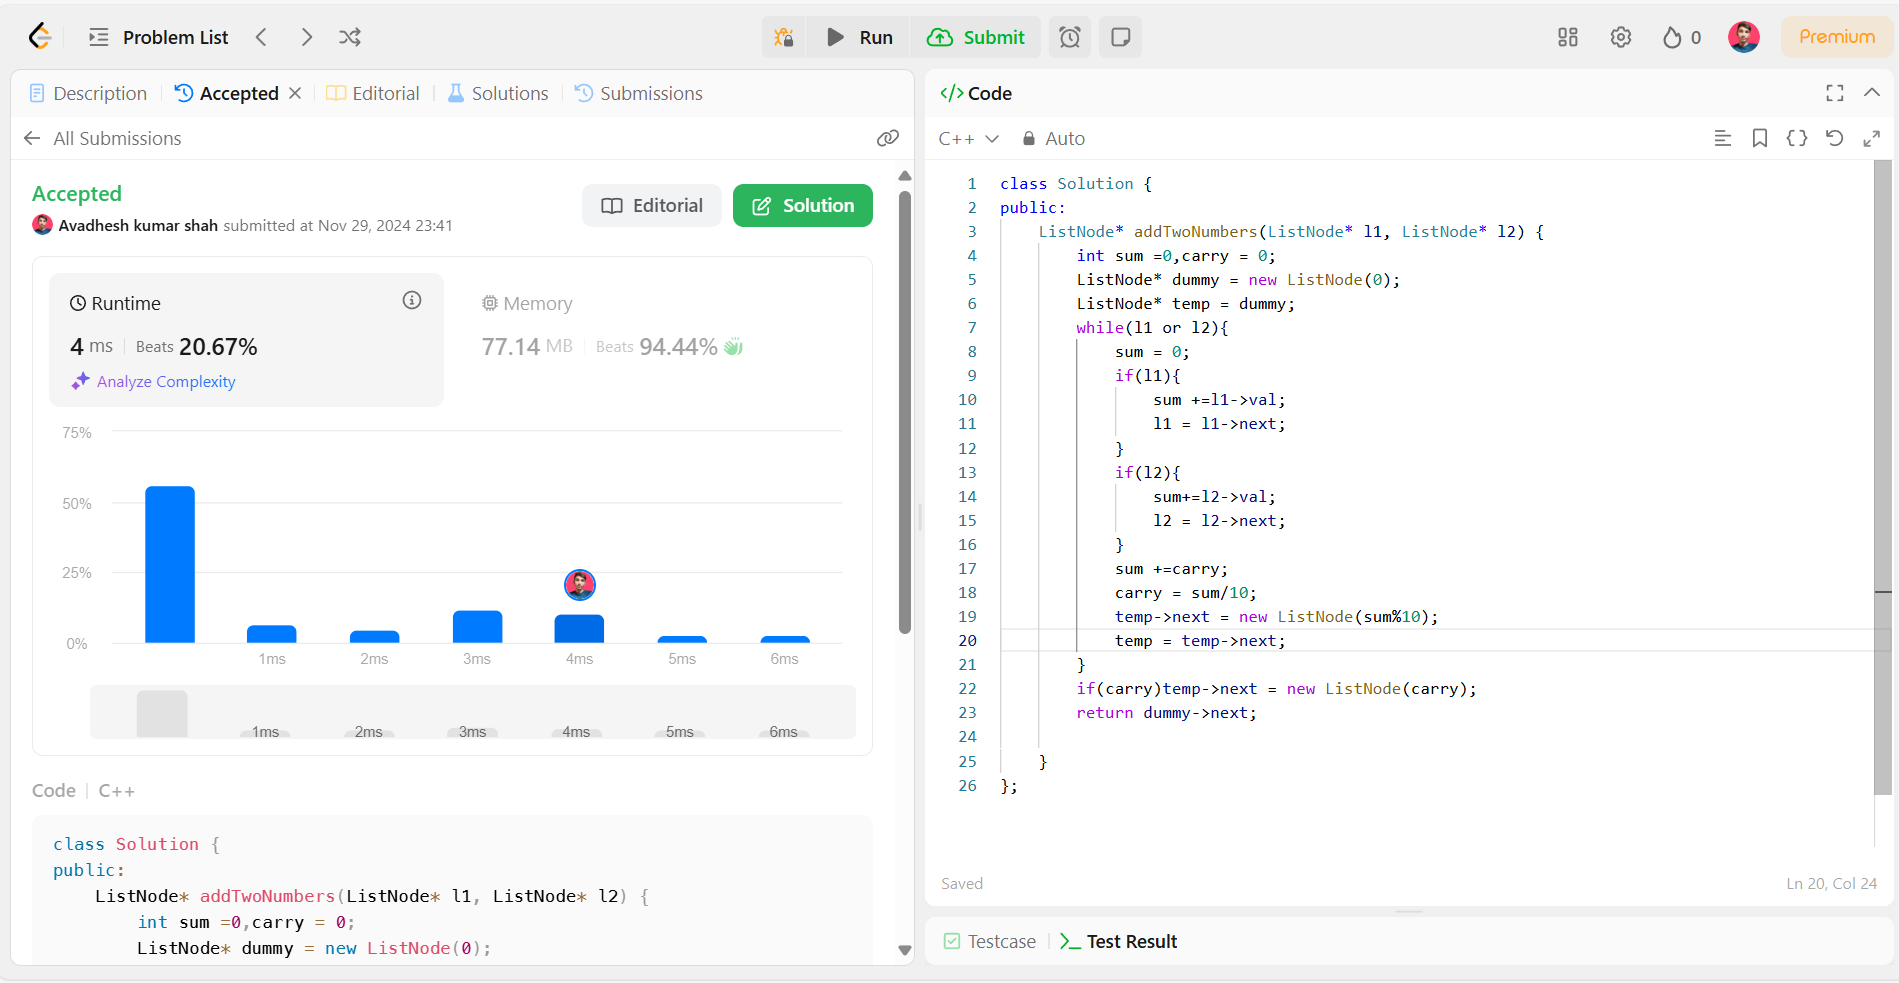 Problem List
Run
Submit
0
Premium
Description
Accepted
Editorial
Solutions
Submissions
All Submissions
Accepted
Avadhesh kumar shah submitted at Nov 29, 2024 23:41
Editorial
Solution
Runtime
4 ms
Beats 20.67%
Analyze Complexity
Memory
77.14 MB
Beats 94.44%
75%
50%
25%
0%
1ms
2ms
3ms
4ms
5ms
6ms
1ms
2ms
3ms
4ms
5ms
6ms
Code
C++
class Solution {
public:
    ListNode* addTwoNumbers(ListNode* l1, ListNode* l2) {
        int sum =0,carry = 0;
        ListNode* dummy = new ListNode(0);
</> Code
C++
Auto
1 class Solution {
2 public:
3     ListNode* addTwoNumbers(ListNode* l1, ListNode* l2) {
4         int sum =0,carry = 0;
5         ListNode* dummy = new ListNode(0);
6         ListNode* temp = dummy;
7         while(l1 or l2){
8             sum = 0;
9             if(l1){
10                 sum +=l1->val;
11                 l1 = l1->next;
12             }
13             if(l2){
14                 sum+=l2->val;
15                 l2 = l2->next;
16             }
17             sum +=carry;
18             carry = sum/10;
19             temp->next = new ListNode(sum%10);
20             temp = temp->next;
21         }
22         if(carry)temp->next = new ListNode(carry);
23         return dummy->next;
24
25     }
26 };
Saved
Ln 20, Col 24
Testcase
Test Result